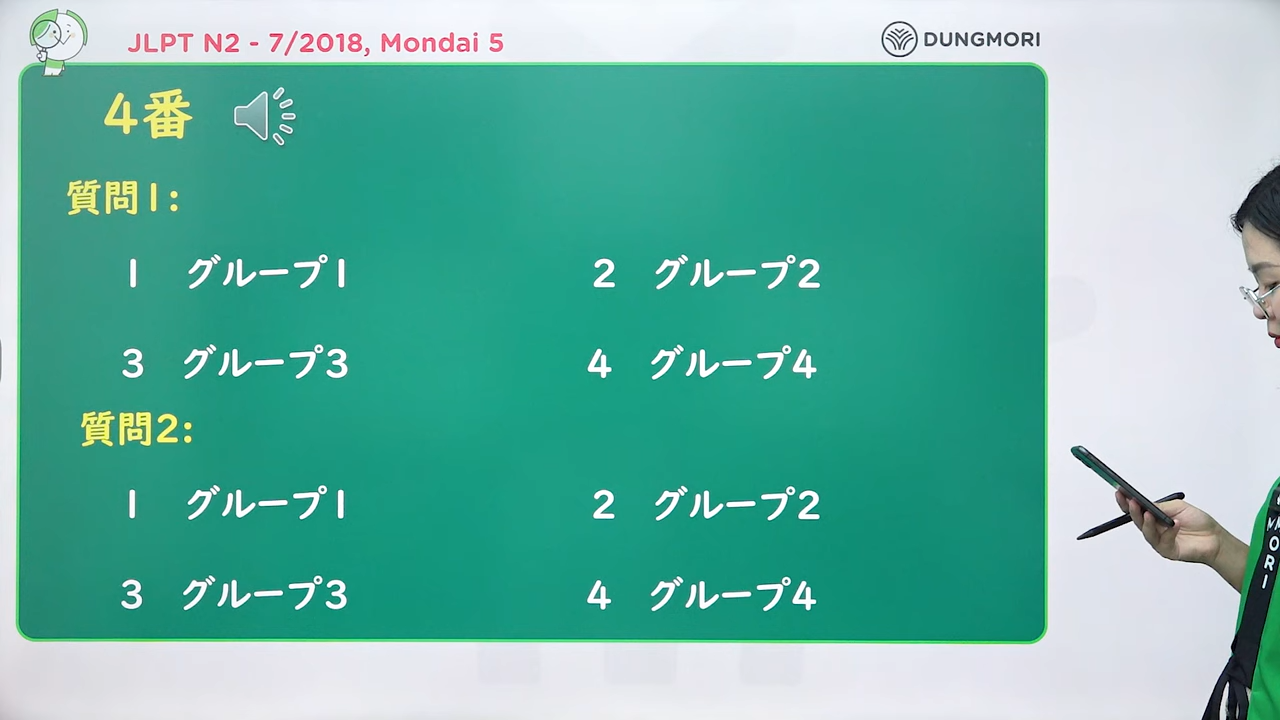 JLPT N2 - 7/2018, Mondai 5
DUNGMORI
4番
質問1:
1 グループ1
2 グループ2
3 グループ3
4 グループ4
質問2:
1 グループ1
2 グループ2
3 グループ3
4 グループ4
MORI